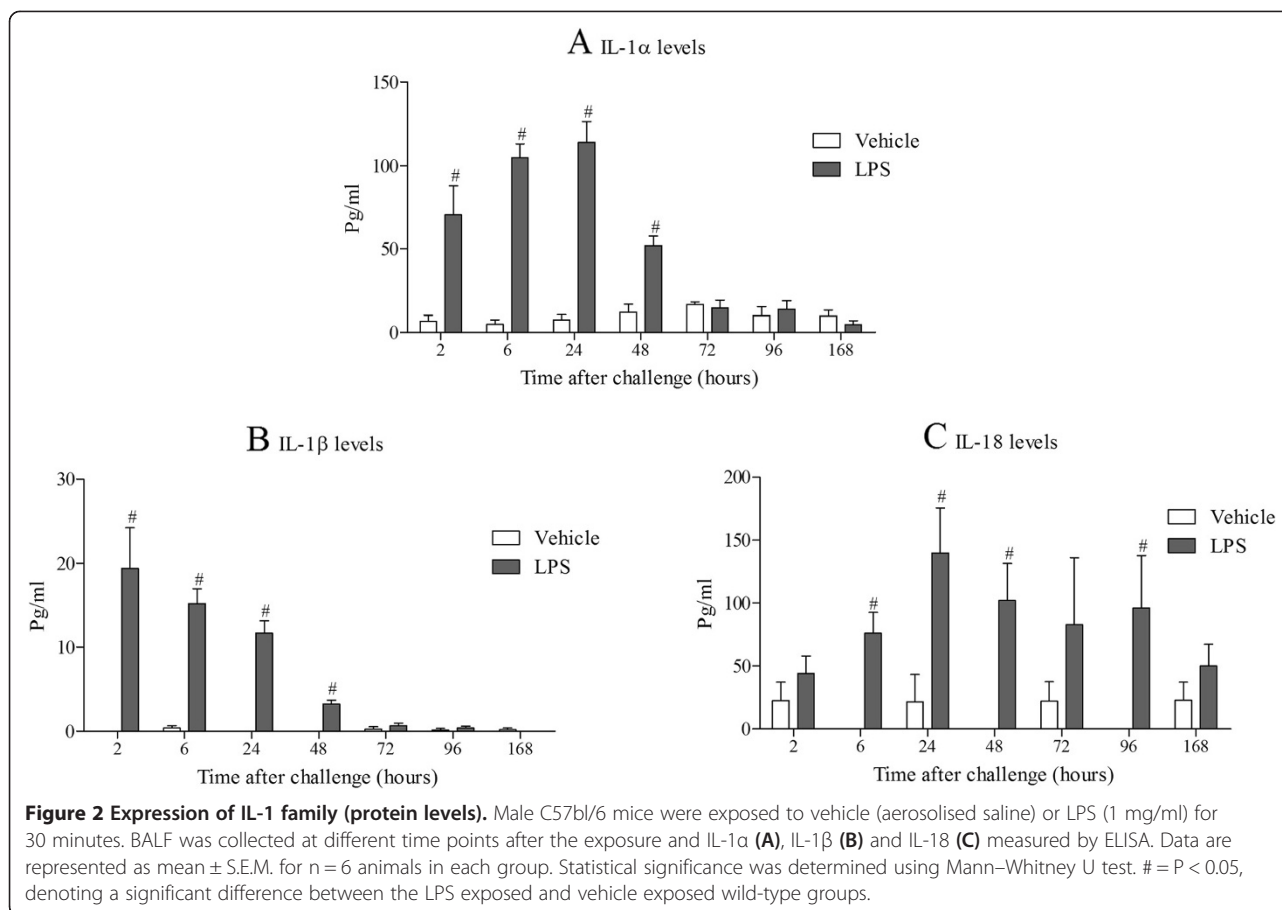 A IL-1α levels
150
100
50
0
Pg/ml
#
#
#
#
Vehicle
LPS
2 6 24 48 72 96 168
Time after challenge (hours)
B IL-1β levels
30
20
10
0
Pg/ml
#
#
#
#
Vehicle
LPS
2 6 24 48 72 96 168
Time after challenge (hours)
C IL-18 levels
200
150
100
50
0
Pg/ml
#
#
#
#
Vehicle
LPS
2 6 24 48 72 96 168
Time after challenge (hours)
Figure 2 Expression of IL-1 family (protein levels). Male C57bl/6 mice were exposed to vehicle (aerosolised saline) or LPS (1 mg/ml) for
30 minutes. BALF was collected at different time points after the exposure and IL-1α (A), IL-1β (B) and IL-18 (C) measured by ELISA. Data are
represented as mean ± S.E.M. for n = 6 animals in each group. Statistical significance was determined using Mann–Whitney U test. # = P < 0.05,
denoting a significant difference between the LPS exposed and vehicle exposed wild-type groups.